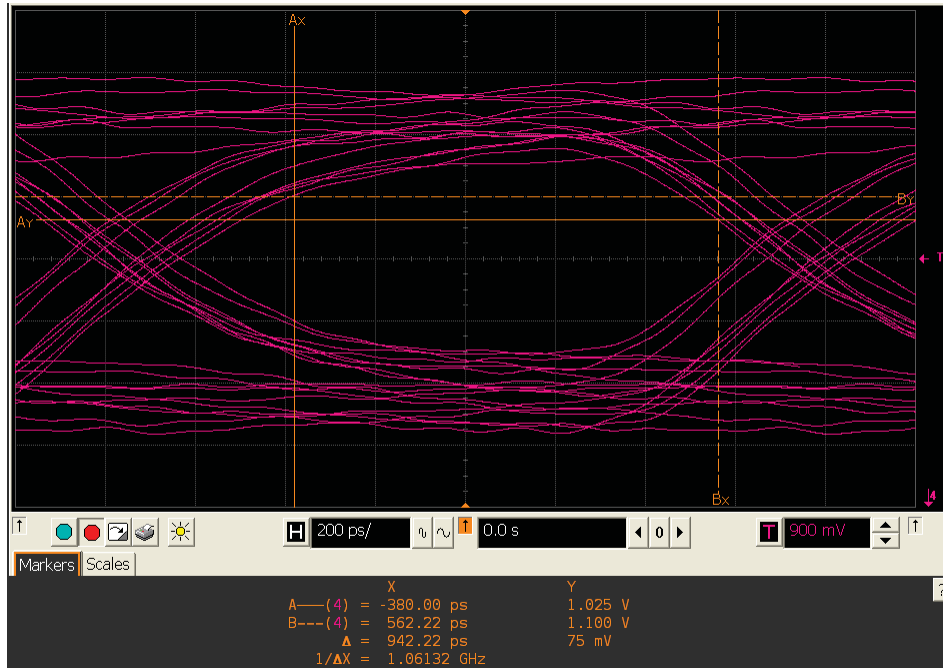 Ax
AY
BY
T
Bx
4
H 200 ps/ 0.0 s 0 T 900 mV
Markers Scales
X Y
A——(4) = -380.00 ps 1.025 V
B---(4) = 562.22 ps 1.100 V
Δ = 942.22 ps 75 mV
1/ΔX = 1.06132 GHz
?